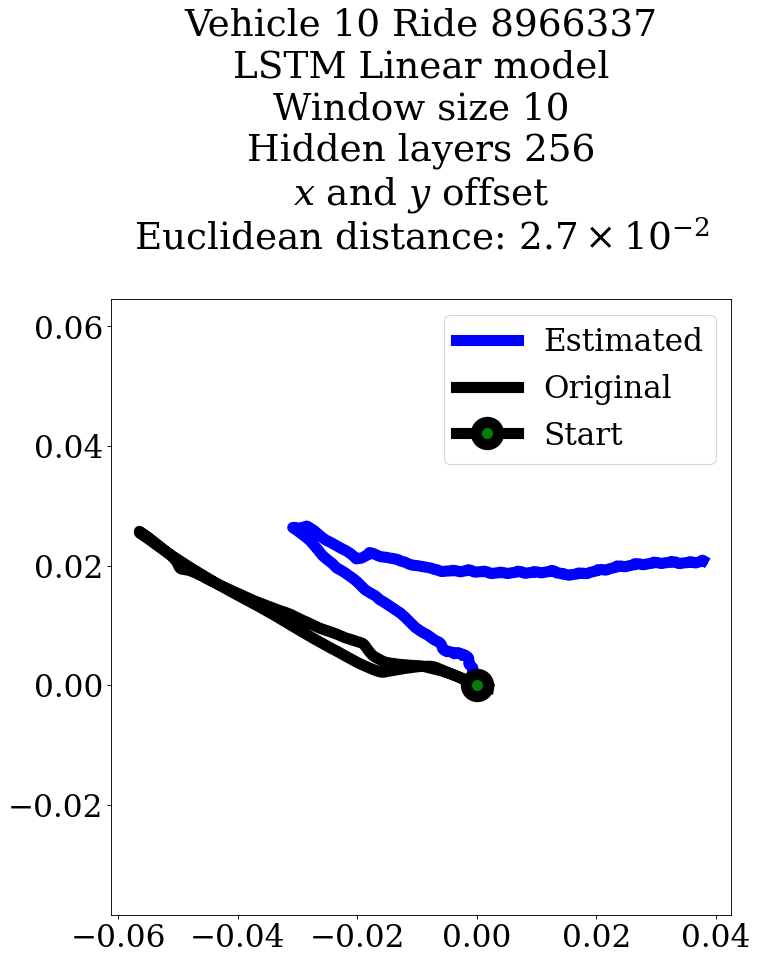 Vehicle 10 Ride 8966337
LSTM Linear model
Window size 10
Hidden layers 256
x and y offset
Euclidean distance: 2.7 × 10⁻²
Estimated
Original
Start
0.06
0.04
0.02
0.00
−0.02
−0.06 −0.04 −0.02 0.00 0.02 0.04